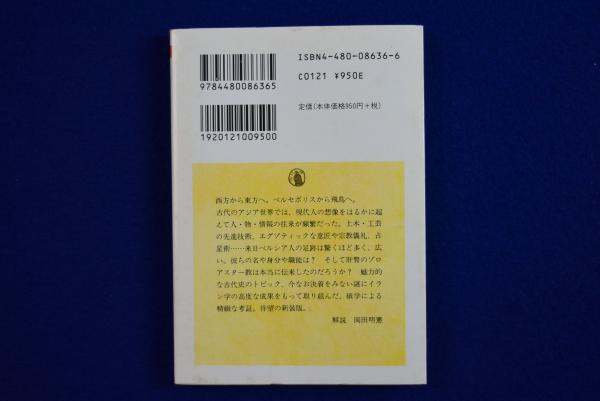 ISBN4-480-08636-6
9784480086365
C0121 ¥950E
定価(本体価格950円+税)
1920121009500
西方から東方へ。ペルセポリスから飛鳥へ。
古代のアジア世界では、現代人の想像をはるかに超
えて人・物・情報の往来が頻繁だった。土木・工芸
の先進技術、エグゾティックな意匠や宗教儀礼、占
星術……来日ペルシア人の足跡は驚くほど多く、広
い。彼らの名や身分や職能は？ そして肝腎のゾロ
アスター教は本当に伝来したのだろうか？ 魅力的
な古代史のトピック、今なお決着をみない謎にイラ
ン学の高度な成果をもって取り組んだ、碩学による
精緻な考証。待望の新装版。
解説 岡田明憲